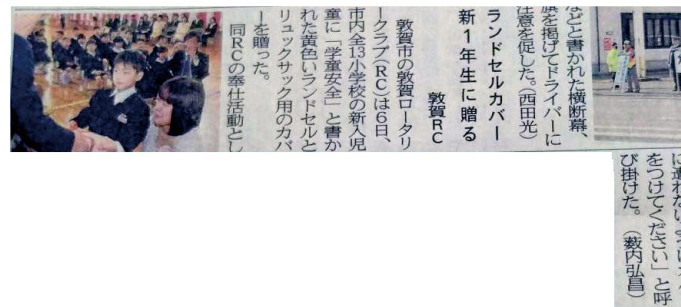 などと書かれた横断幕、
旗を掲げてドライバーに
注意を促した。(西田光)
ランドセルカバー
新1年生に贈る
敦賀RC
敦賀市の敦賀ロータリ
ークラブ(RC)は6日、
市内全13小学校の新入児
童に「学童安全」と書か
れた黄色いランドセルと
リュックサック用のカバ
ーを贈った。
同RCの奉仕活動とし
をつけてください」と呼
び掛けた。(薮内弘昌)